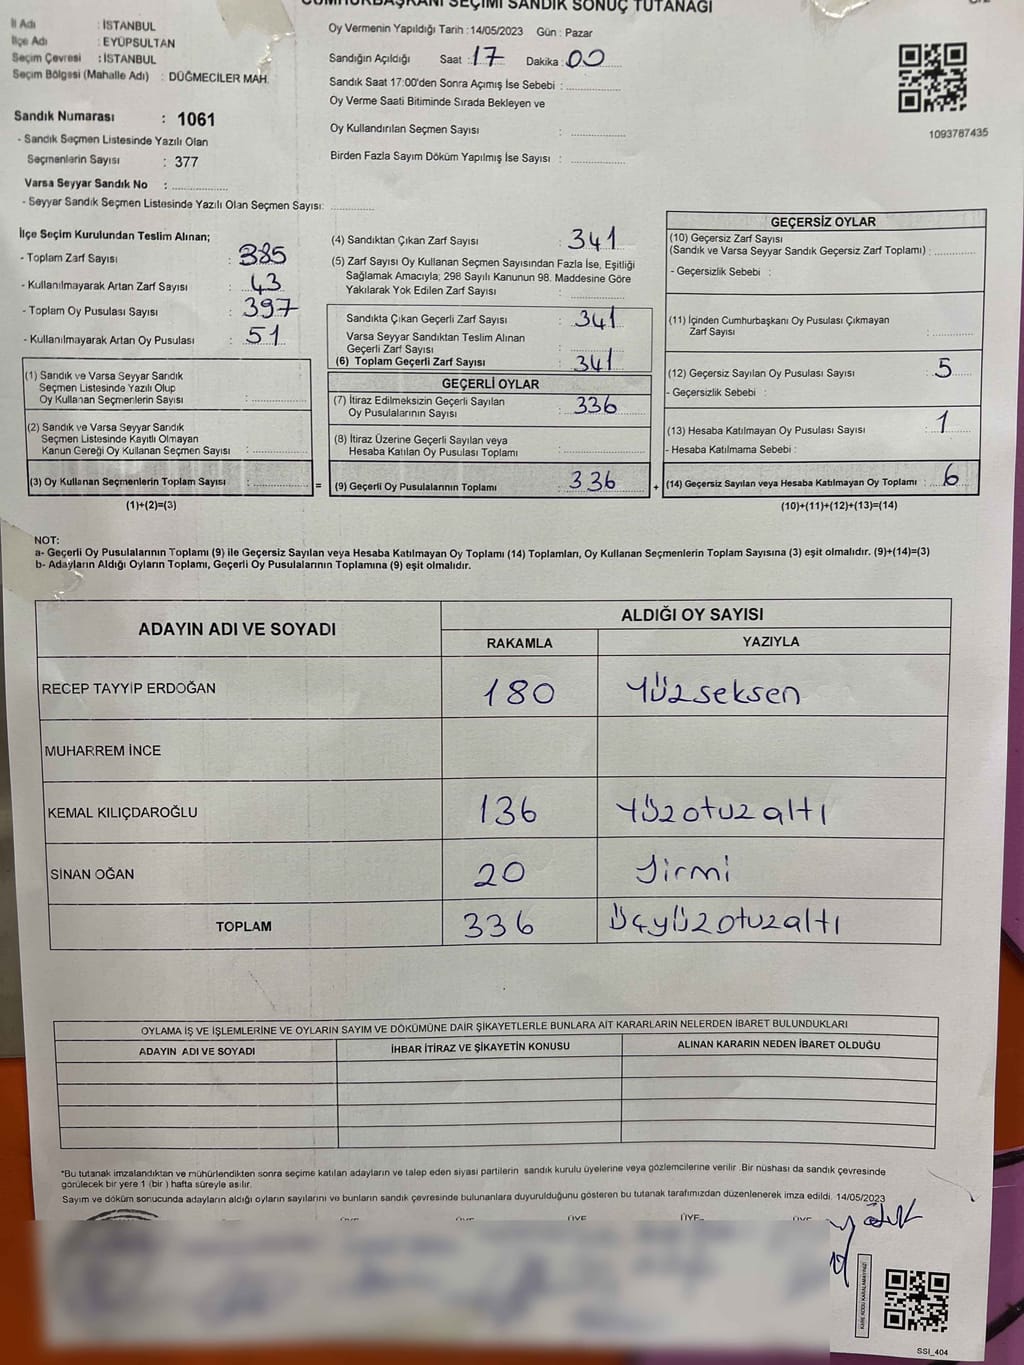 CUMHURBAŞKANI SEÇİMİ SANDIK SONUÇ TUTANAĞI
İl Adı : İSTANBUL
İlçe Adı : EYÜPSULTAN
Seçim Çevresi : İSTANBUL
Seçim Bölgesi (Mahalle Adı) : DÜĞMECİLER MAH.
Sandık Numarası : 1061
- Sandık Seçmen Listesinde Yazılı Olan
Seçmenlerin Sayısı : 377
Varsa Seyyar Sandık No :
- Seyyar Sandık Seçmen Listesinde Yazılı Olan Seçmen Sayısı:
Oy Vermenin Yapıldığı Tarih : 14/05/2023 Gün : Pazar
Sandığın Açıldığı Saat : 17 Dakika : 00
Sandık Saat 17:00'den Sonra Açımış İse Sebebi :
Oy Verme Saati Bitiminde Sırada Bekleyen ve
Oy Kullandırılan Seçmen Sayısı :
Birden Fazla Sayım Döküm Yapılmış İse Sayısı :
1093787435
İlçe Seçim Kurulundan Teslim Alınan;
- Toplam Zarf Sayısı : 385
- Kullanılmayarak Artan Zarf Sayısı : 43
- Toplam Oy Pusulası Sayısı : 397
- Kullanılmayarak Artan Oy Pusulası : 51
(1) Sandık ve Varsa Seyyar Sandık
Seçmen Listesinde Yazılı Olup
Oy Kullanan Seçmenlerin Sayısı :
(2) Sandık ve Varsa Seyyar Sandık
Seçmen Listesinde Kayıtlı Olmayan
Kanun Gereği Oy Kullanan Seçmen Sayısı :
(3) Oy Kullanan Seçmenlerin Toplam Sayısı : =
(1)+(2)=(3)
(4) Sandıktan Çıkan Zarf Sayısı : 341
(5) Zarf Sayısı Oy Kullanan Seçmen Sayısından Fazla İse, Eşitliği
Sağlamak Amacıyla; 298 Sayılı Kanunun 98. Maddesine Göre
Yakılarak Yok Edilen Zarf Sayısı :
Sandıkta Çıkan Geçerli Zarf Sayısı : 341
Varsa Seyyar Sandıktan Teslim Alınan
Geçerli Zarf Sayısı :
(6) Toplam Geçerli Zarf Sayısı : 341
GEÇERLİ OYLAR
(7) İtiraz Edilmeksizin Geçerli Sayılan
Oy Pusulalarının Sayısı : 336
(8) İtiraz Üzerine Geçerli Sayılan veya
Hesaba Katılan Oy Pusulası Toplamı :
(9) Geçerli Oy Pusulalarının Toplamı : 336 +
GEÇERSİZ OYLAR
(10) Geçersiz Zarf Sayısı
(Sandık ve Varsa Seyyar Sandık Geçersiz Zarf Toplamı) :
- Geçersizlik Sebebi :
(11) İçinden Cumhurbaşkanı Oy Pusulası Çıkmayan
Zarf Sayısı :
(12) Geçersiz Sayılan Oy Pusulası Sayısı : 5
- Geçersizlik Sebebi :
(13) Hesaba Katılmayan Oy Pusulası Sayısı : 1
- Hesaba Katılmama Sebebi :
(14) Geçersiz Sayılan veya Hesaba Katılmayan Oy Toplamı : 6
(10)+(11)+(12)+(13)=(14)
NOT:
a- Geçerli Oy Pusulalarının Toplamı (9) ile Geçersiz Sayılan veya Hesaba Katılmayan Oy Toplamı (14) Toplamları, Oy Kullanan Seçmenlerin Toplam Sayısına (3) eşit olmalıdır. (9)+(14)=(3)
b- Adayların Aldığı Oyların Toplamı, Geçerli Oy Pusulalarının Toplamına (9) eşit olmalıdır.
ADAYIN ADI VE SOYADI
ALDIĞI OY SAYISI
RAKAMLA YAZIYLA
RECEP TAYYİP ERDOĞAN 180 Yüzseksen
MUHARREM İNCE
KEMAL KILIÇDAROĞLU 136 Yüzotuzaltı
SİNAN OĞAN 20 Yirmi
TOPLAM 336 Üçyüzotuzaltı
OYLAMA İŞ VE İŞLEMLERİNE VE OYLARIN SAYIM VE DÖKÜMÜNE DAİR ŞİKAYETLERLE BUNLARA AİT KARARLARIN NELERDEN İBARET BULUNDUKLARI
ADAYIN ADI VE SOYADI İHBAR İTİRAZ VE ŞİKAYETİN KONUSU ALINAN KARARIN NEDEN İBARET OLDUĞU
*Bu tutanak imzalandıktan ve mühürlendikten sonra seçime katılan adayların ve talep eden siyasi partilerin sandık kurulu üyelerine veya gözlemcilerine verilir .Bir nüshası da sandık çevresinde
görülecek bir yere 1 (bir ) hafta süreyle asılır.
Sayım ve döküm sonucunda adayların aldığı oyların sayılarını ve bunların sandık çevresinde bulunanlara duyurulduğunu gösteren bu tutanak tarafımızdan düzenlenerek imza edildi. 14/05/2023
ÜYE ÜYE ÜYE ÜYE ÜYE
KARE KODU KARALAMAYINIZ!
SSI_404